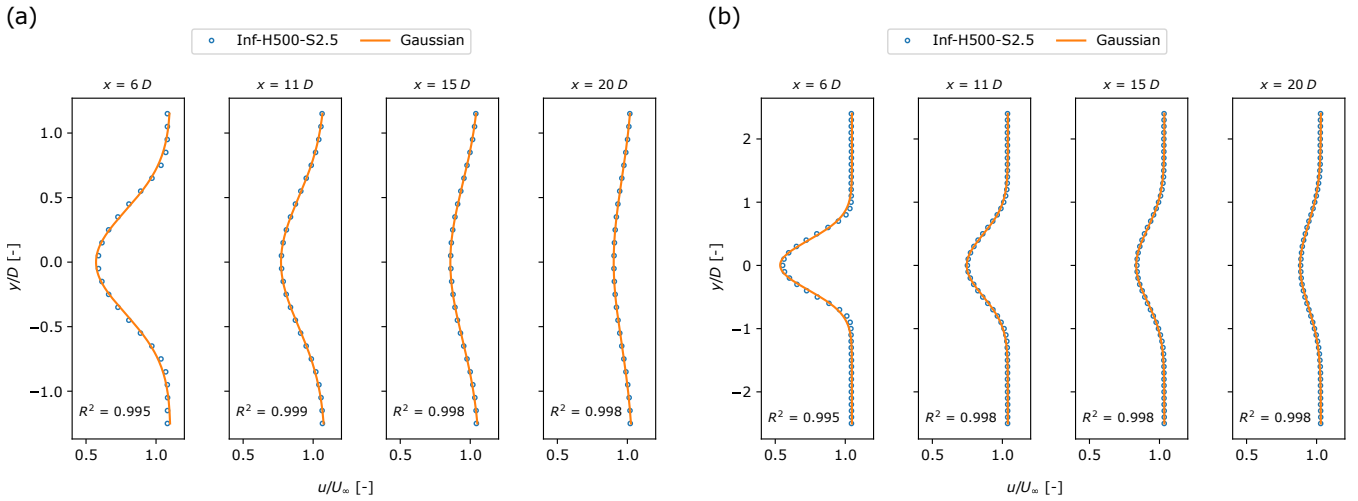 (a)
Inf-H500-S2.5 Gaussian
x = 6 D x = 11 D x = 15 D x = 20 D
1.0
0.5
0.0
−0.5
−1.0
y/D [-]
R² = 0.995 R² = 0.999 R² = 0.998 R² = 0.998
0.5 1.0 0.5 1.0 0.5 1.0 0.5 1.0
u/U∞ [-]
(b)
Inf-H500-S2.5 Gaussian
x = 6 D x = 11 D x = 15 D x = 20 D
2
1
0
−1
−2
y/D [-]
R² = 0.995 R² = 0.998 R² = 0.998 R² = 0.998
0.5 1.0 0.5 1.0 0.5 1.0 0.5 1.0
u/U∞ [-]